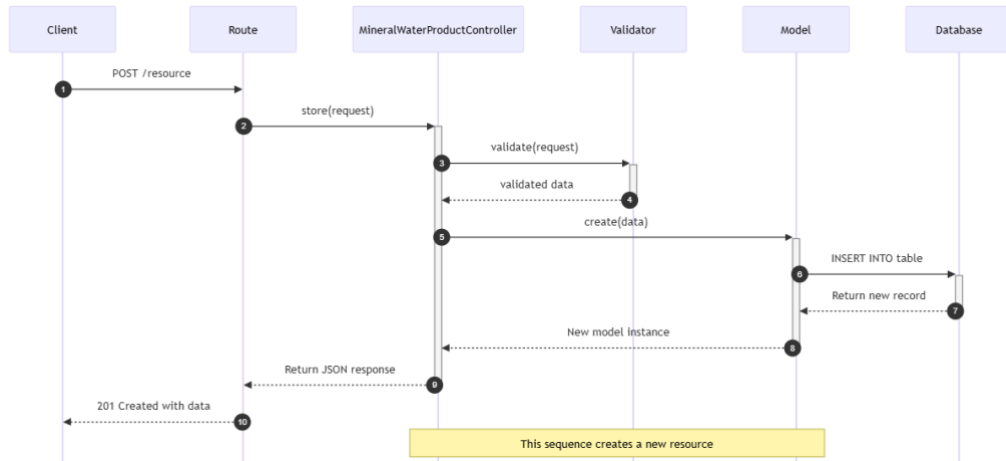 Client
Route
MineralWaterProductController
Validator
Model
Database
POST /resource
1
store(request)
2
validate(request)
3
validated data
4
create(data)
5
INSERT INTO table
6
Return new record
7
New model instance
8
Return JSON response
9
201 Created with data
10
This sequence creates a new resource